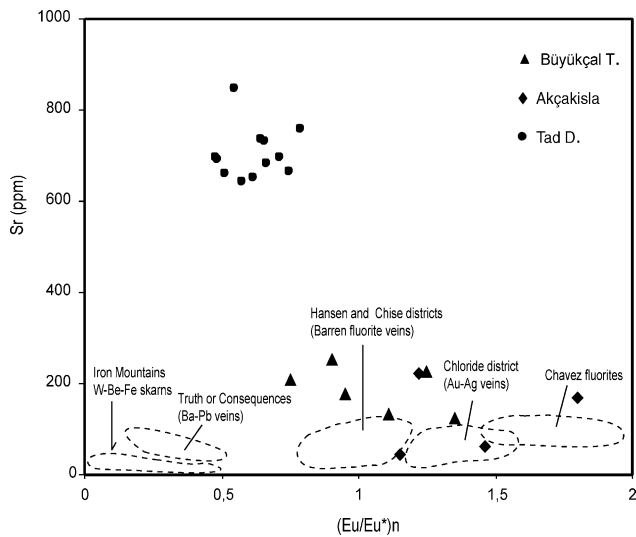 1000
800
600
400
200
0
Sr (ppm)
Büyükçal T.
Akçakisla
Tad D.
Hansen and Chise districts
(Barren fluorite veins)
Iron Mountains
W-Be-Fe skarns
Truth or Consequences
(Ba-Pb veins)
Chloride district
(Au-Ag veins)
Chavez fluorites
0
0,5
1
1,5
2
(Eu/Eu*)n